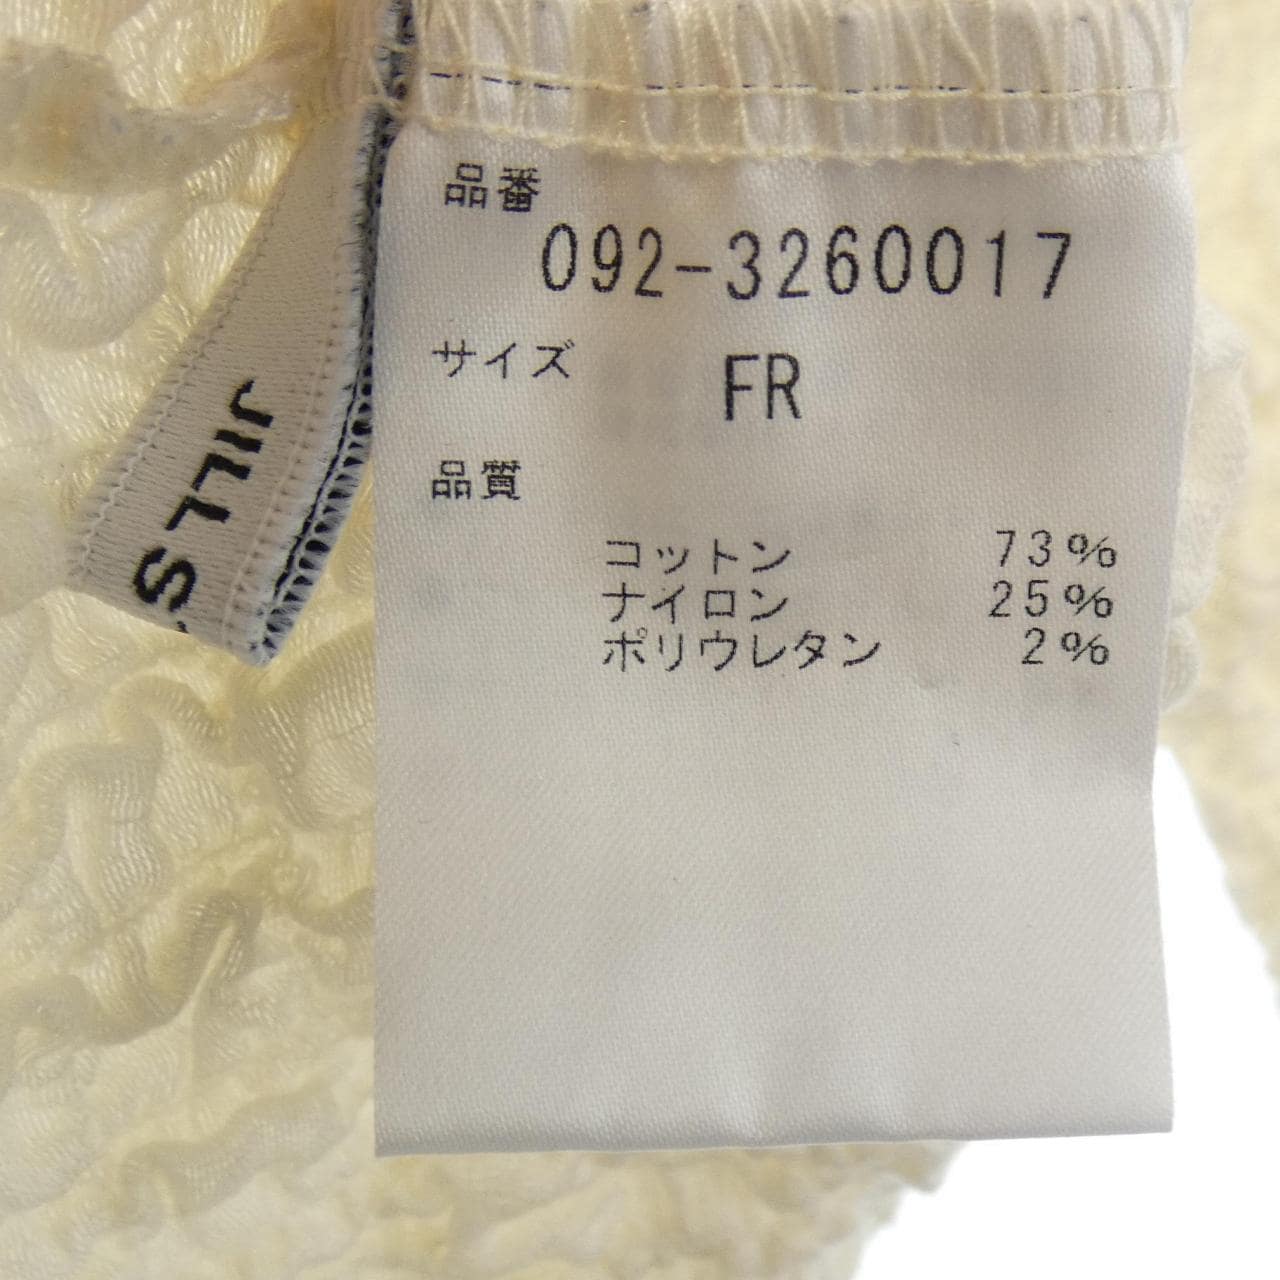 品番
092-3260017
サイズ FR
品質
コットン 73%
ナイロン 25%
ポリウレタン 2%
JILL S